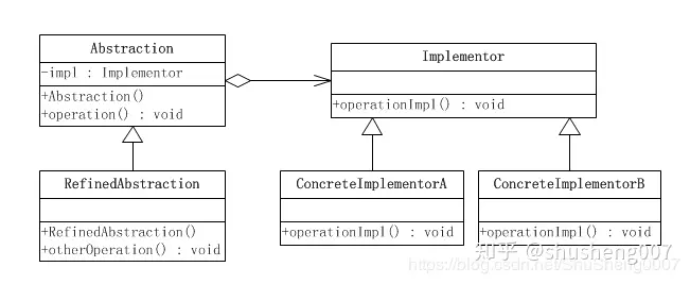 Abstraction
-impl : Implementor
+Abstraction()
+operation() : void
Implementor
+operationImpl() : void
RefinedAbstraction
+RefinedAbstraction()
+otherOperation() : void
ConcreteImplementorA
+operationImpl() : void
ConcreteImplementorB
+operationImpl() : void
知乎 @shusheng007
https://blog.csdn.net/ShuSheng007